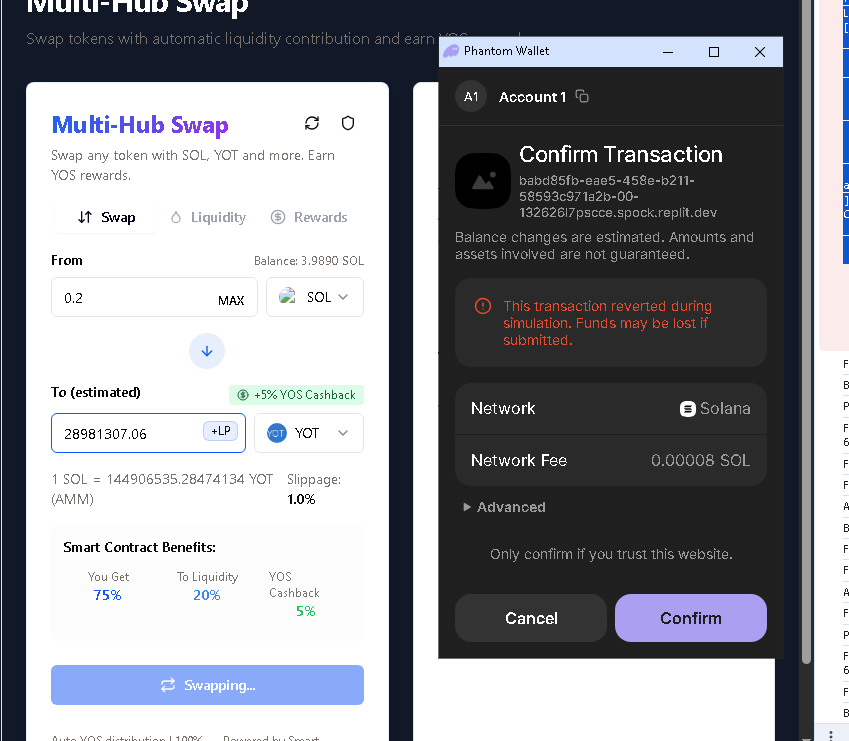 Multi-Hub Swap
Swap tokens with automatic liquidity contribution and earn YOS
Multi-Hub Swap
Swap any token with SOL, YOT and more. Earn
YOS rewards.
Swap
Liquidity
Rewards
From
Balance: 3.9890 SOL
0.2
MAX
SOL
To (estimated)
+5% YOS Cashback
28981307.06
+LP
YOT
YOT
1 SOL = 144906535.28474134 YOT
(AMM)
Slippage:
1.0%
Smart Contract Benefits:
You Get
75%
To Liquidity
20%
YOS
Cashback
5%
Swapping...
Auto YOS distribution | 100%
Powered by Smart
Phantom Wallet
A1
Account 1
Confirm Transaction
babd85fb-eae5-458e-b211-
58593c971a2b-00-
132626l7pscce.spock.replit.dev
Balance changes are estimated. Amounts and
assets involved are not guaranteed.
This transaction reverted during
simulation. Funds may be lost if
submitted.
Network
Solana
Network Fee
0.00008 SOL
Advanced
Only confirm if you trust this website.
Cancel
Confirm